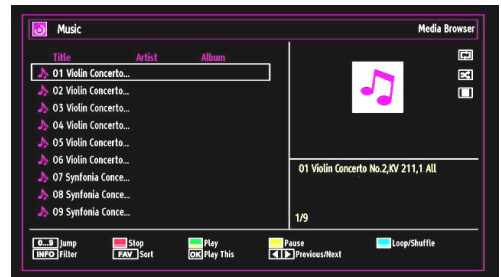 Music
Media Browser
Title Artist Album
01 Violin Concerto...
02 Violin Concerto...
03 Violin Concerto...
04 Violin Concerto...
05 Violin Concerto...
06 Violin Concerto...
07 Synfonia Conce...
08 Synfonia Conce...
09 Synfonia Conce...
01 Violin Concerto No.2,KV 211,1 All
1/9
0...9 Jump Stop Play Pause Loop/Shuffle
INFO Filter FAV Sort OK Play This Previous/Next